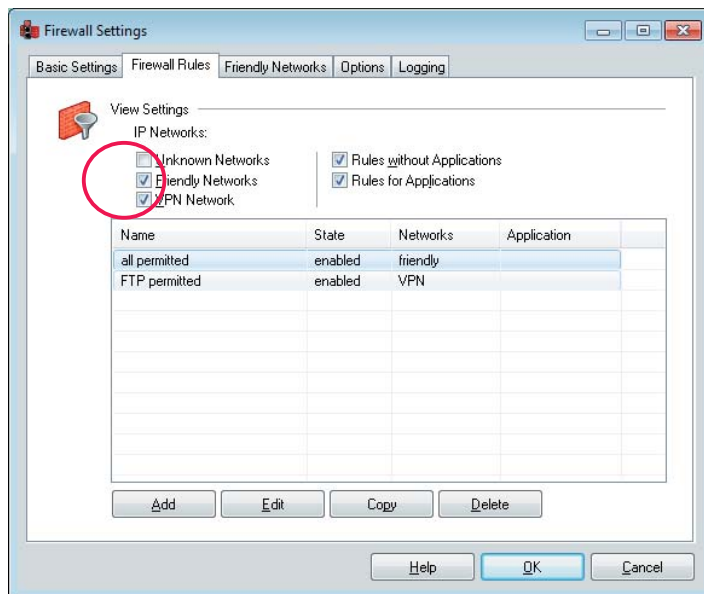 Firewall Settings
Basic Settings Firewall Rules Friendly Networks Options Logging
View Settings
IP Networks:
Unknown Networks Rules without Applications
Friendly Networks Rules for Applications
VPN Network
Name State Networks Application
all permitted enabled friendly
FTP permitted enabled VPN
Add Edit Copy Delete
Help OK Cancel